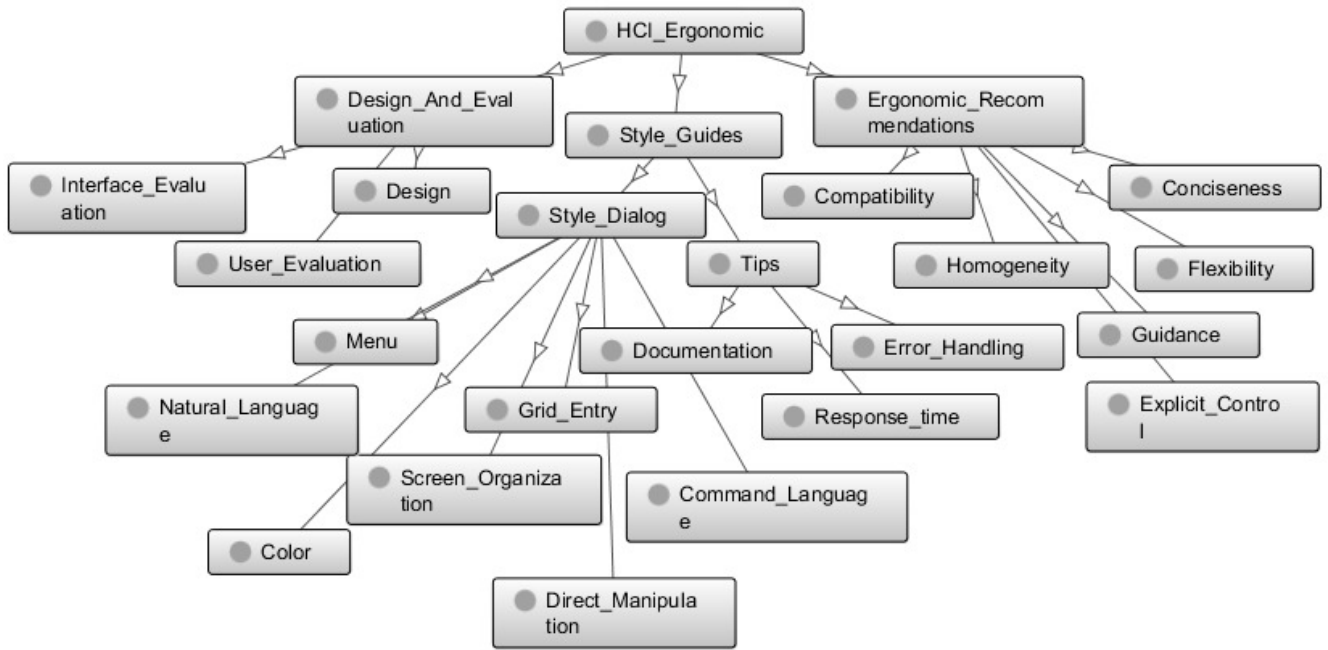 HCI_Ergonomic
Design_And_Eval
uation
Ergonomic_Recom
mendations
Style_Guides
Interface_Evalu
ation
Design
Compatibility
Conciseness
Style_Dialog
User_Evaluation
Tips
Homogeneity
Flexibility
Menu
Documentation
Error_Handling
Guidance
Natural_Languag
e
Grid_Entry
Response_time
Explicit_Contro
l
Screen_Organiza
tion
Command_Languag
e
Color
Direct_Manipula
tion